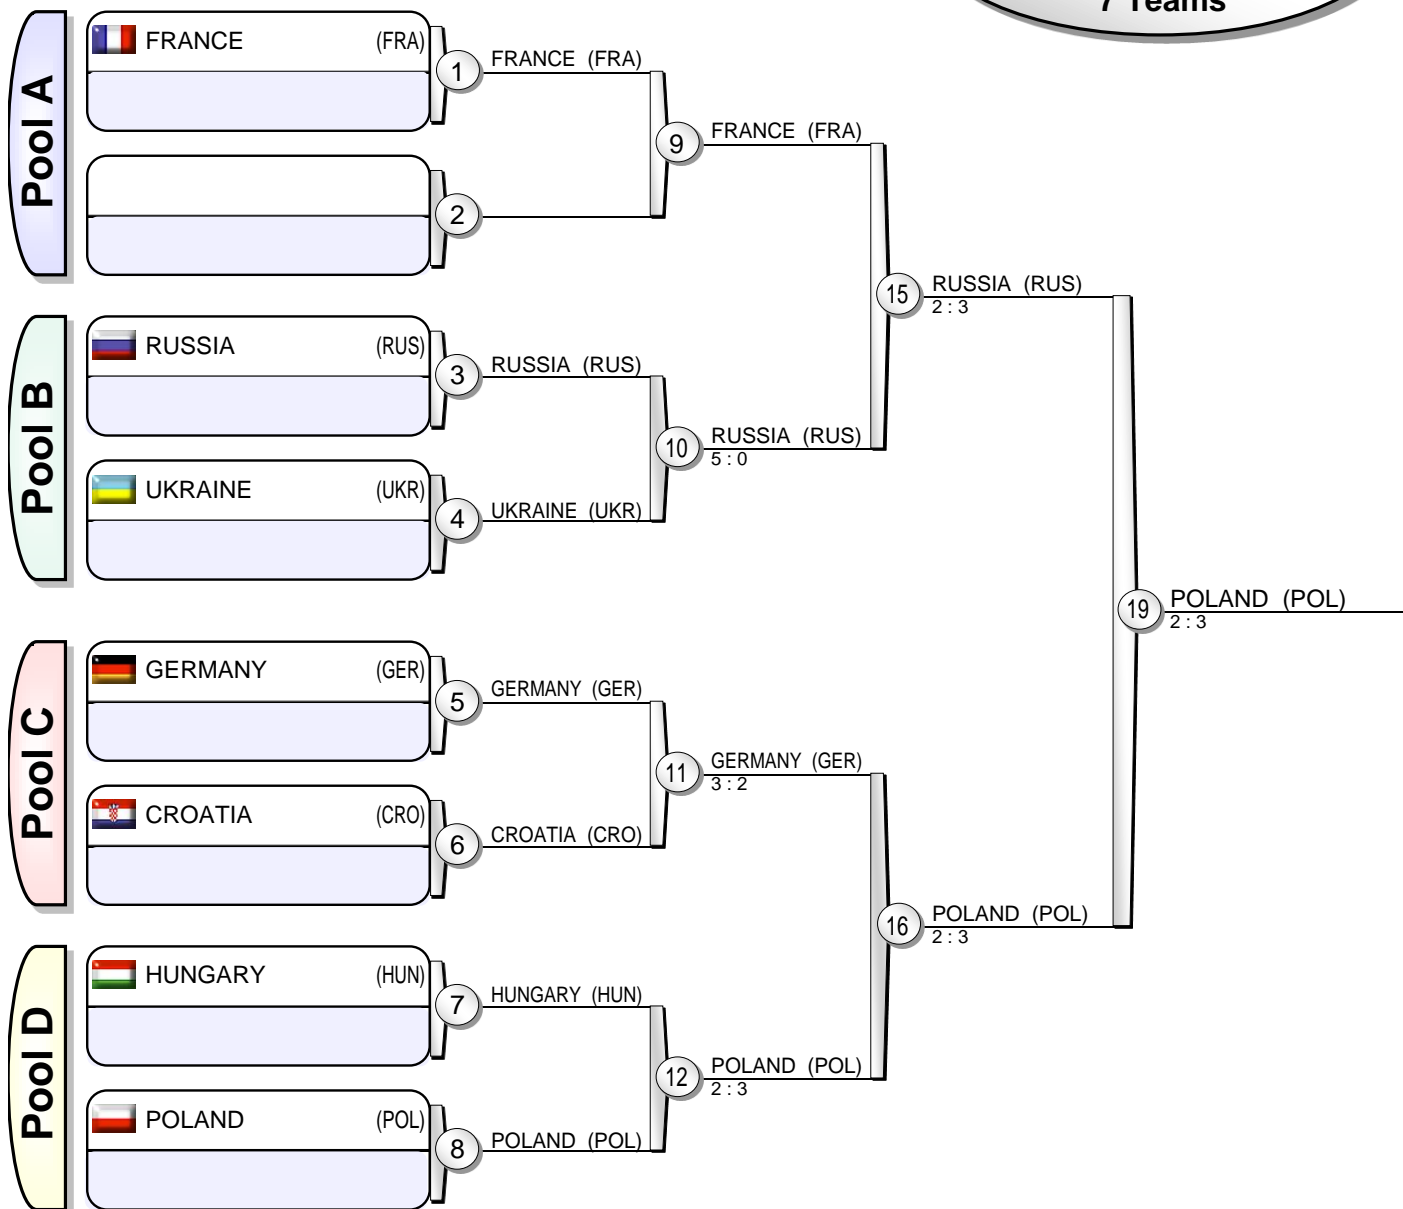 7 Teams
Pool A
FRANCE (FRA)
1
FRANCE (FRA)
2
9
FRANCE (FRA)
Pool B
RUSSIA (RUS)
3
RUSSIA (RUS)
UKRAINE (UKR)
4
UKRAINE (UKR)
10
RUSSIA (RUS)
5 : 0
15
RUSSIA (RUS)
2 : 3
Pool C
GERMANY (GER)
5
GERMANY (GER)
CROATIA (CRO)
6
CROATIA (CRO)
11
GERMANY (GER)
3 : 2
Pool D
HUNGARY (HUN)
7
HUNGARY (HUN)
POLAND (POL)
8
POLAND (POL)
12
POLAND (POL)
2 : 3
16
POLAND (POL)
2 : 3
19
POLAND (POL)
2 : 3